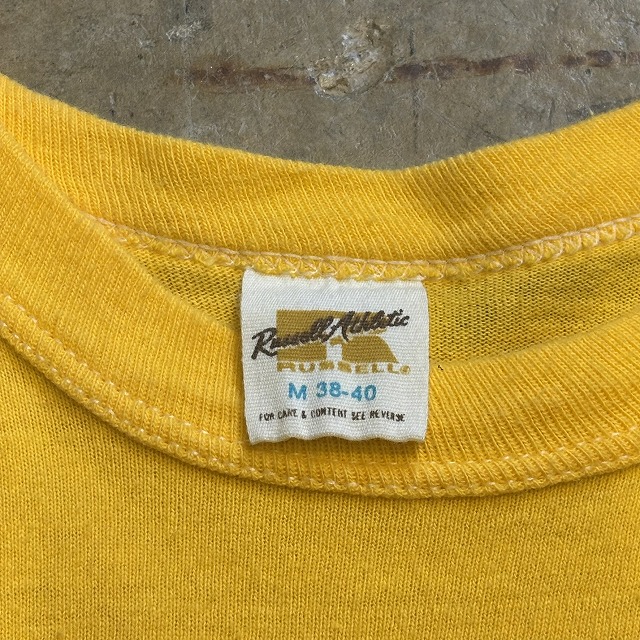 Russell Athletic
RUSSELL®
M 38-40
FOR CARE & CONTENT SEE REVERSE